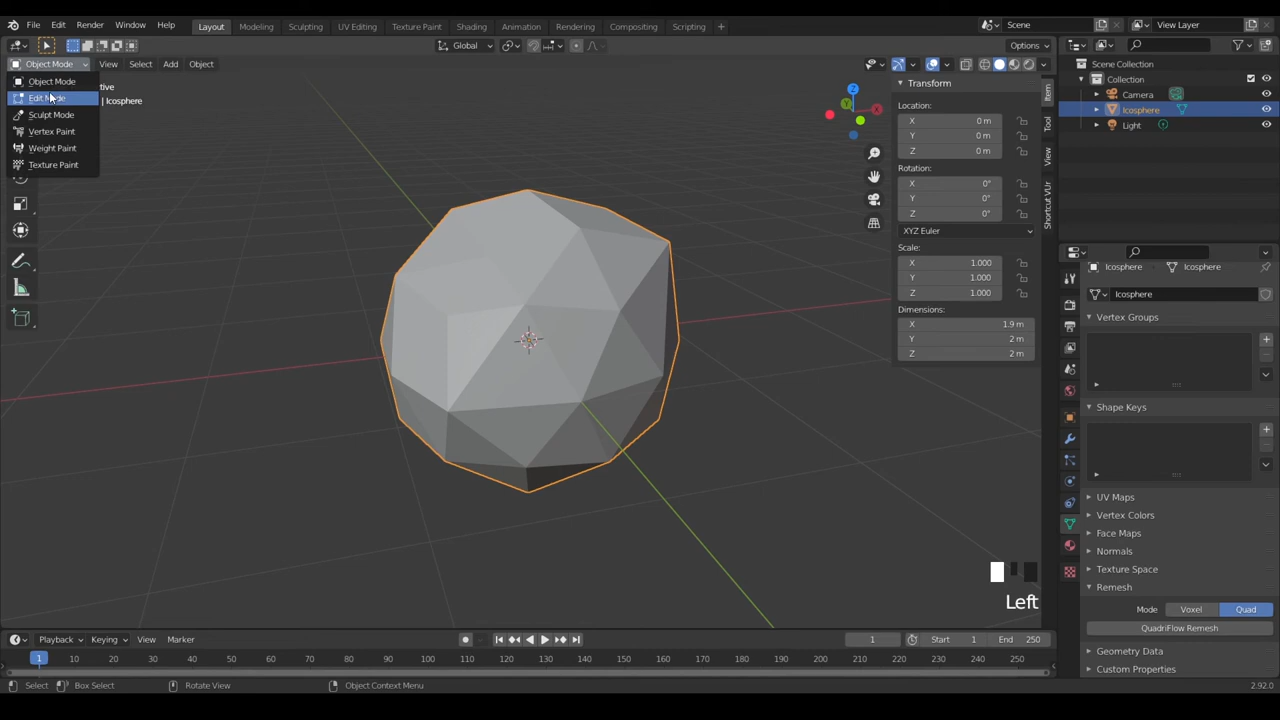 File Edit Render Window Help Layout Modeling Sculpting UV Editing Texture Paint Shading Animation Rendering Compositing Scripting Scene View Layer
Global Options
Object Mode View Select Add Object
Object Mode
Edit Mode
Sculpt Mode
Vertex Paint
Weight Paint
Texture Paint
tive
| Icosphere
Z
Y
X
Transform
Location:
X 0 m
Y 0 m
Z 0 m
Rotation:
X 0°
Y 0°
Z 0°
XYZ Euler
Scale:
X 1.000
Y 1.000
Z 1.000
Dimensions:
X 1.9 m
Y 2 m
Z 2 m
Item
Tool
View
Shortcut VUr
Scene Collection
Collection
Camera
Icosphere
Light
Icosphere Icosphere
Icosphere
Vertex Groups
Shape Keys
UV Maps
Vertex Colors
Face Maps
Normals
Texture Space
Remesh
Mode Voxel Quad
QuadriFlow Remesh
Geometry Data
Custom Properties
Left
Playback Keying View Marker 1 Start 1 End 250
1 10 20 30 40 50 60 70 80 90 100 110 120 130 140 150 160 170 180 190 200 210 220 230 240 250
Select Box Select Rotate View Object Context Menu 2.92.0